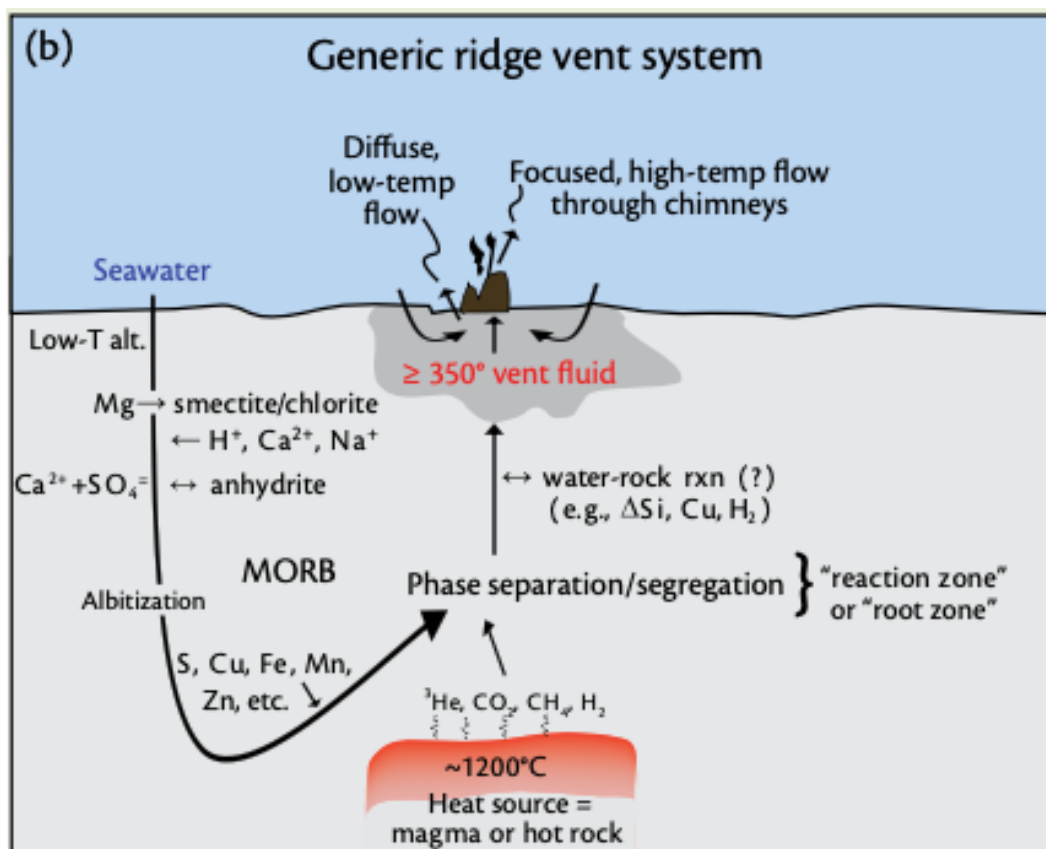 (b)
Generic ridge vent system
Diffuse,
low-temp
flow
Focused, high-temp flow
through chimneys
Seawater
Low-T alt.
≥ 350° vent fluid
Mg→ smectite/chlorite
← H⁺, Ca²⁺, Na⁺
Ca²⁺+SO₄⁼ ↔ anhydrite
↔ water-rock rxn (?)
(e.g., ΔSi, Cu, H₂)
MORB
Phase separation/segregation
"reaction zone"
or "root zone"
Albitization
S, Cu, Fe, Mn,
Zn, etc.
³He, CO₂, CH₄, H₂
~1200°C
Heat source =
magma or hot rock